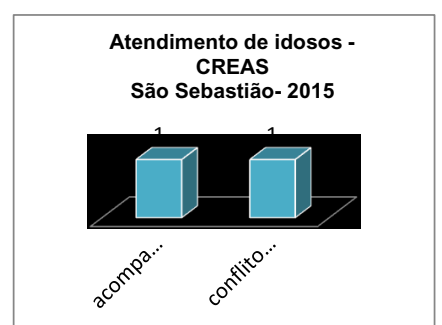 Atendimento de idosos -
CREAS
São Sebastião- 2015
1 1
acompa...
conflito...